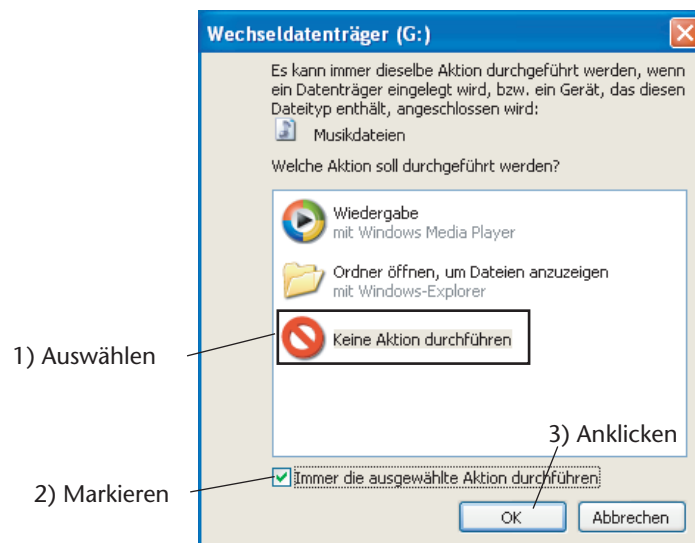 Wechseldatenträger (G:)
Es kann immer dieselbe Aktion durchgeführt werden, wenn
ein Datenträger eingelegt wird, bzw. ein Gerät, das diesen
Dateityp enthält, angeschlossen wird:
Musikdateien
Welche Aktion soll durchgeführt werden?
Wiedergabe
mit Windows Media Player
Ordner öffnen, um Dateien anzuzeigen
mit Windows-Explorer
Keine Aktion durchführen
1) Auswählen
3) Anklicken
Immer die ausgewählte Aktion durchführen
2) Markieren
OK
Abbrechen